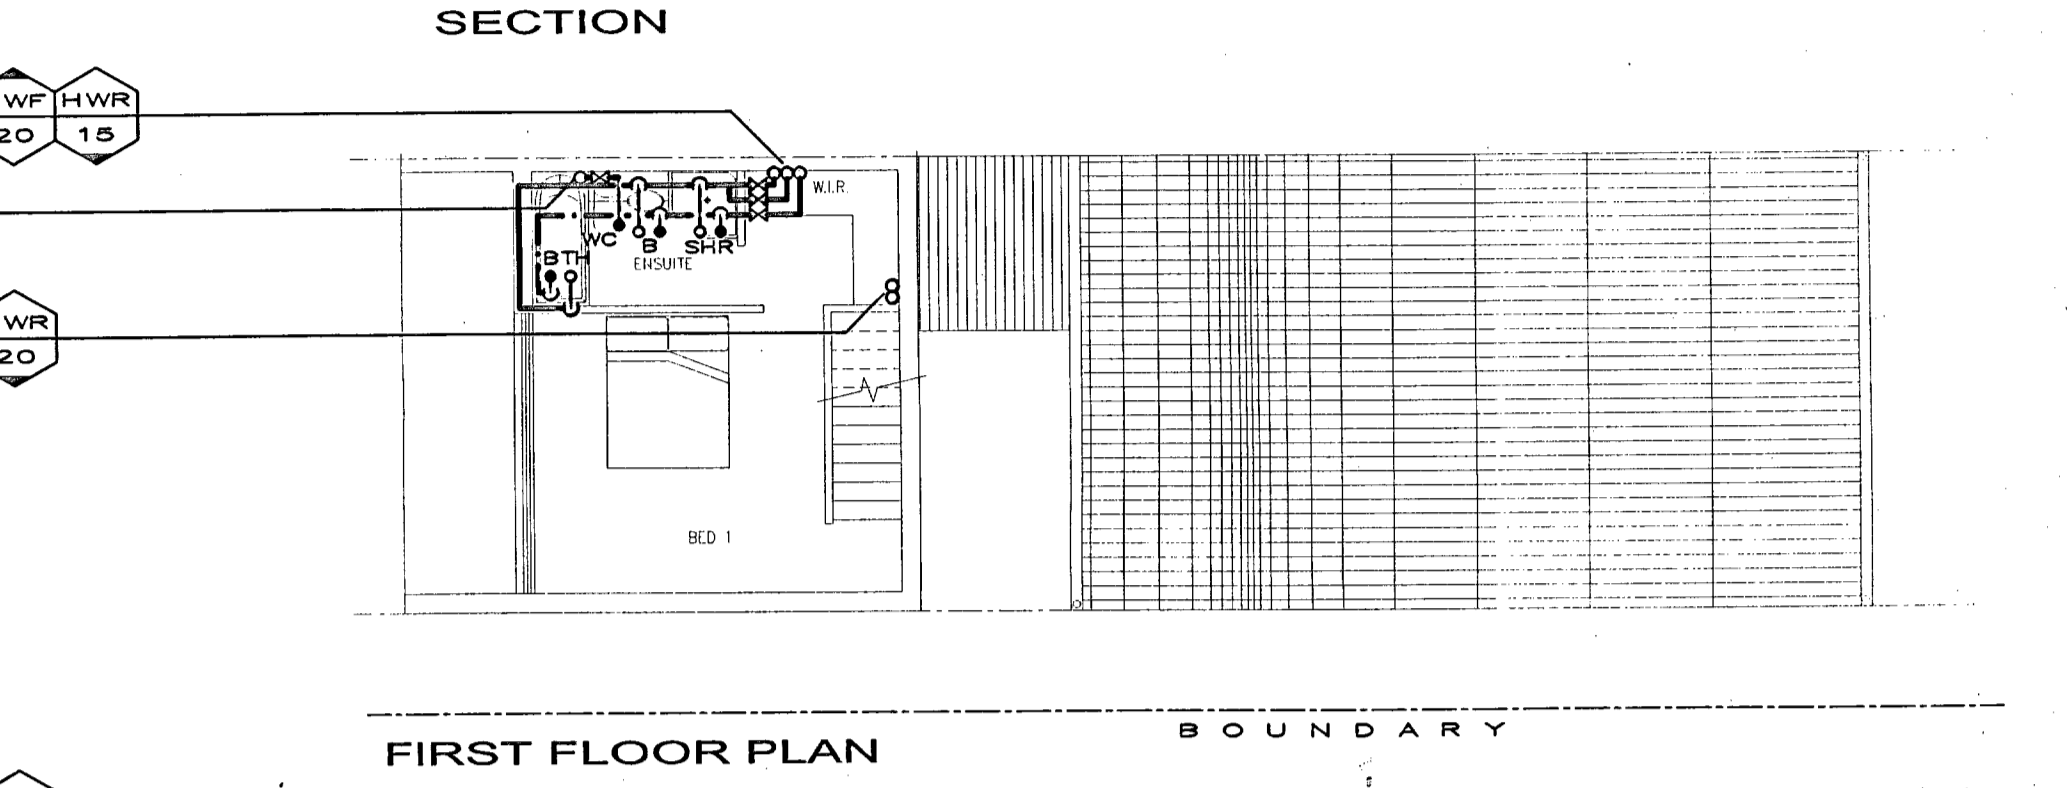 SECTION
WF HWR
20 15
W.I.R.
WC B SHR
BTH
ENSUITE
WR
20
BED 1
BOUNDARY
FIRST FLOOR PLAN